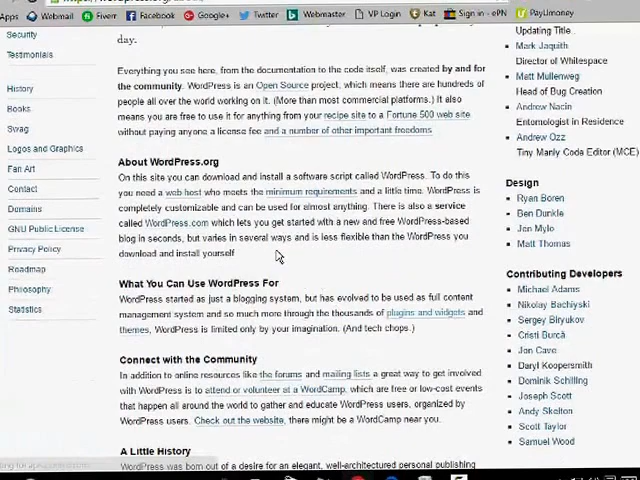 Apps
Webmail
Fiverr
Facebook
Google+
Twitter
Webmaster
VP Login
Kat
Sign in - ePN
PayUmoney
Security
Testimonials
History
Books
Swag
Logos and Graphics
Fan Art
Contact
Domains
GNU Public License
Privacy Policy
Roadmap
Philosophy
Statistics
day.
Everything you see here, from the documentation to the code itself, was created by and for
the community. WordPress is an Open Source project, which means there are hundreds of
people all over the world working on it. (More than most commercial platforms.) It also
means you are free to use it for anything from your recipe site to a Fortune 500 web site
without paying anyone a license fee and a number of other important freedoms
About WordPress.org
On this site you can download and install a software script called WordPress. To do this
you need a web host who meets the minimum requirements and a little time. WordPress is
completely customizable and can be used for almost anything. There is also a service
called WordPress.com which lets you get started with a new and free WordPress-based
blog in seconds, but varies in several ways and is less flexible than the WordPress you
download and install yourself
What You Can Use WordPress For
WordPress started as just a blogging system, but has evolved to be used as full content
management system and so much more through the thousands of plugins and widgets and
themes, WordPress is limited only by your imagination. (And tech chops.)
Connect with the Community
In addition to online resources like the forums and mailing lists a great way to get involved
with WordPress is to attend or volunteer at a WordCamp, which are free or low-cost events
that happen all around the world to gather and educate WordPress users, organized by
WordPress users. Check out the website, there might be a WordCamp near you.
A Little History
WordPress was born out of a desire for an elegant, well-architectured personal publishing
Updating Title..
Mark Jaquith
Director of Whitespace
Matt Mullenweg
Head of Bug Creation
Andrew Nacin
Entomologist in Residence
Andrew Ozz
Tiny Manly Code Editor (MCE)
Design
Ryan Boren
Ben Dunkle
Jen Mylo
Matt Thomas
Contributing Developers
Michael Adams
Nikolay Bachiyski
Sergey Biryukov
Cristi Burcă
Jon Cave
Daryl Koopersmith
Dominik Schilling
Joseph Scott
Andy Skelton
Scott Taylor
Samuel Wood